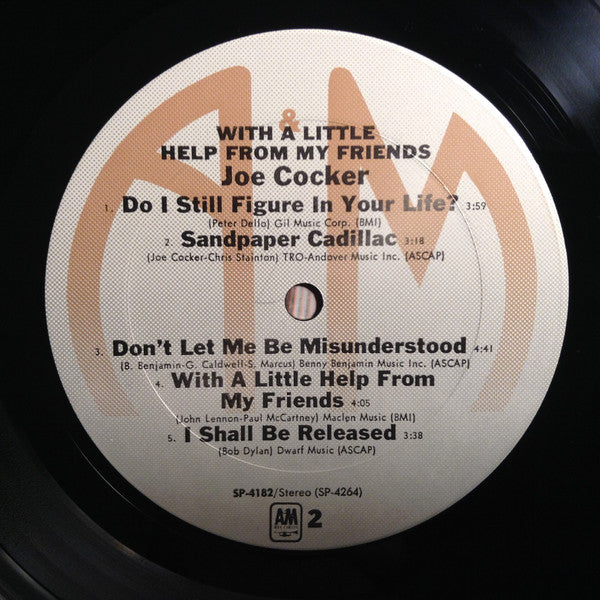 A & M
WITH A LITTLE
HELP FROM MY FRIENDS
Joe Cocker
1. Do I Still Figure In Your Life? 3:59
(Peter Dello) Gil Music Corp. (BMI)
2. Sandpaper Cadillac 3:18
(Joe Cocker-Chris Stainton) TRO-Andover Music Inc. (ASCAP)
3. Don't Let Me Be Misunderstood 4:41
(B. Benjamin-G. Caldwell-S. Marcus) Benny Benjamin Music Inc. (ASCAP)
4. With A Little Help From
My Friends 4:05
(John Lennon-Paul McCartney) Maclen Music (BMI)
5. I Shall Be Released 3:38
(Bob Dylan) Dwarf Music (ASCAP)
SP-4182/Stereo (SP-4264)
AM
RECORDS
2